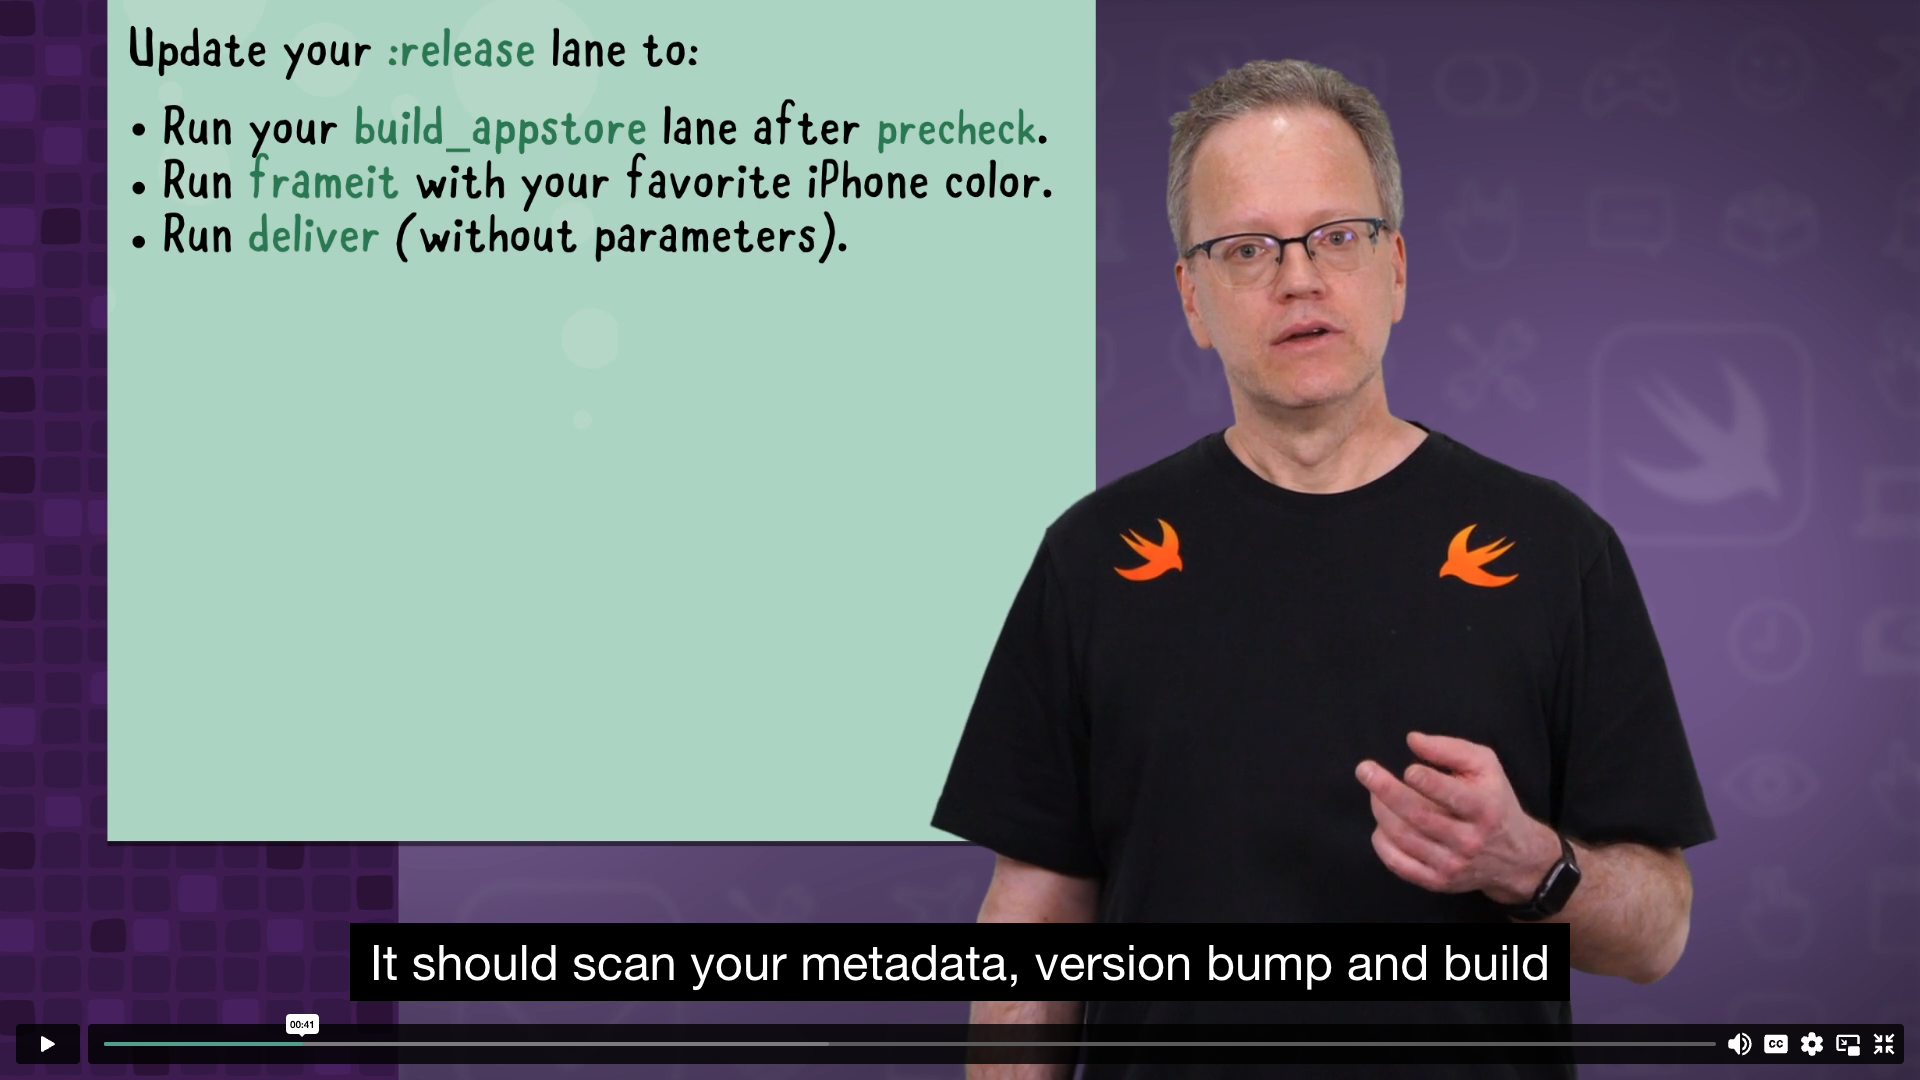 Update your :release lane to:
• Run your build_appstore lane after precheck.
• Run frameit with your favorite iPhone color.
• Run deliver (without parameters).
It should scan your metadata, version bump and build
00:41
CC